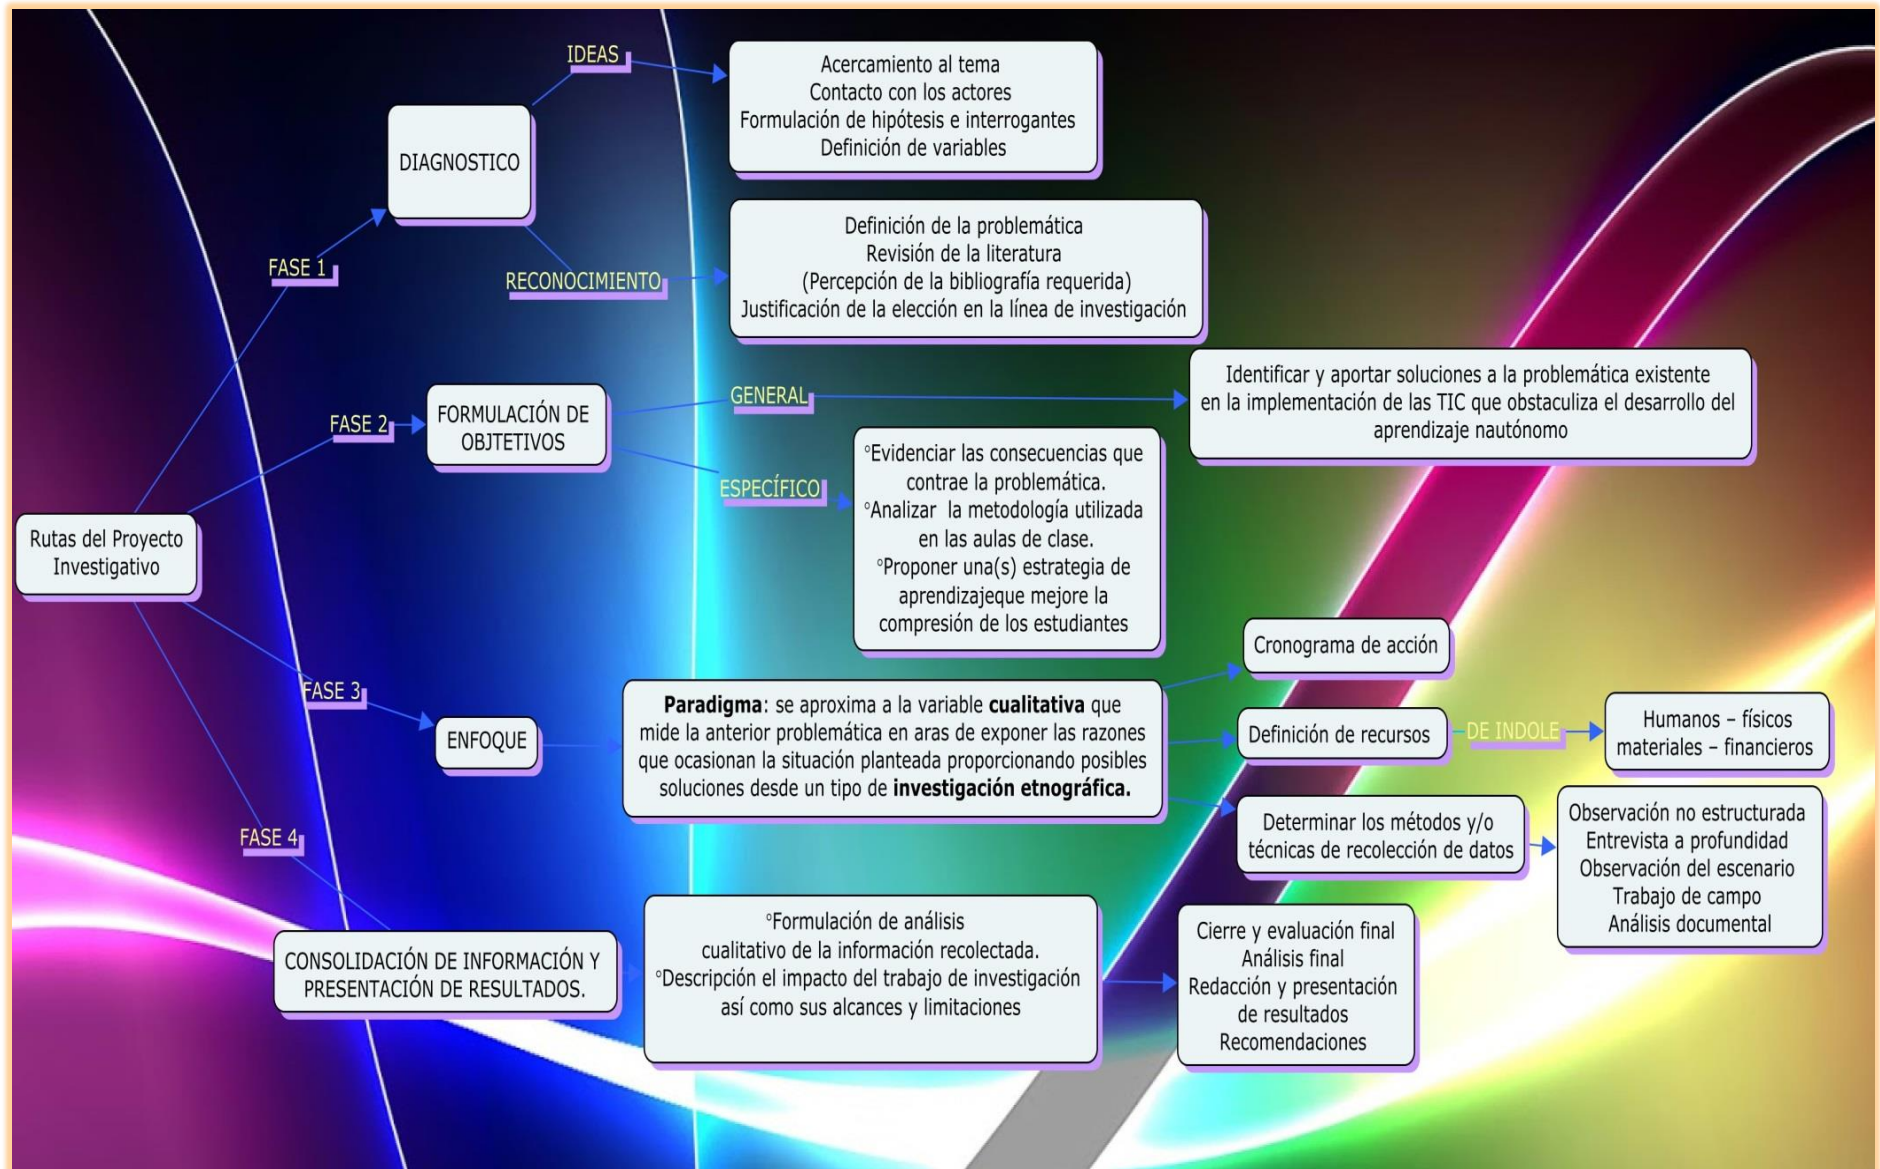 Rutas del Proyecto
Investigativo
FASE 1
DIAGNOSTICO
IDEAS
Acercamiento al tema
Contacto con los actores
Formulación de hipótesis e interrogantes
Definición de variables
RECONOCIMIENTO
Definición de la problemática
Revisión de la literatura
(Percepción de la bibliografía requerida)
Justificación de la elección en la línea de investigación
FASE 2
FORMULACIÓN DE
OBJTETIVOS
GENERAL
Identificar y aportar soluciones a la problemática existente
en la implementación de las TIC que obstaculiza el desarrollo del
aprendizaje nautónomo
ESPECÍFICO
°Evidenciar las consecuencias que
contrae la problemática.
°Analizar la metodología utilizada
en las aulas de clase.
°Proponer una(s) estrategia de
aprendizajeque mejore la
compresión de los estudiantes
FASE 3
ENFOQUE
Paradigma: se aproxima a la variable cualitativa que
mide la anterior problemática en aras de exponer las razones
que ocasionan la situación planteada proporcionando posibles
soluciones desde un tipo de investigación etnográfica.
Cronograma de acción
Definición de recursos
DE INDOLE
Humanos – físicos
materiales – financieros
Determinar los métodos y/o
técnicas de recolección de datos
Observación no estructurada
Entrevista a profundidad
Observación del escenario
Trabajo de campo
Análisis documental
FASE 4
CONSOLIDACIÓN DE INFORMACIÓN Y
PRESENTACIÓN DE RESULTADOS.
°Formulación de análisis
cualitativo de la información recolectada.
°Descripción el impacto del trabajo de investigación
así como sus alcances y limitaciones
Cierre y evaluación final
Análisis final
Redacción y presentación
de resultados
Recomendaciones